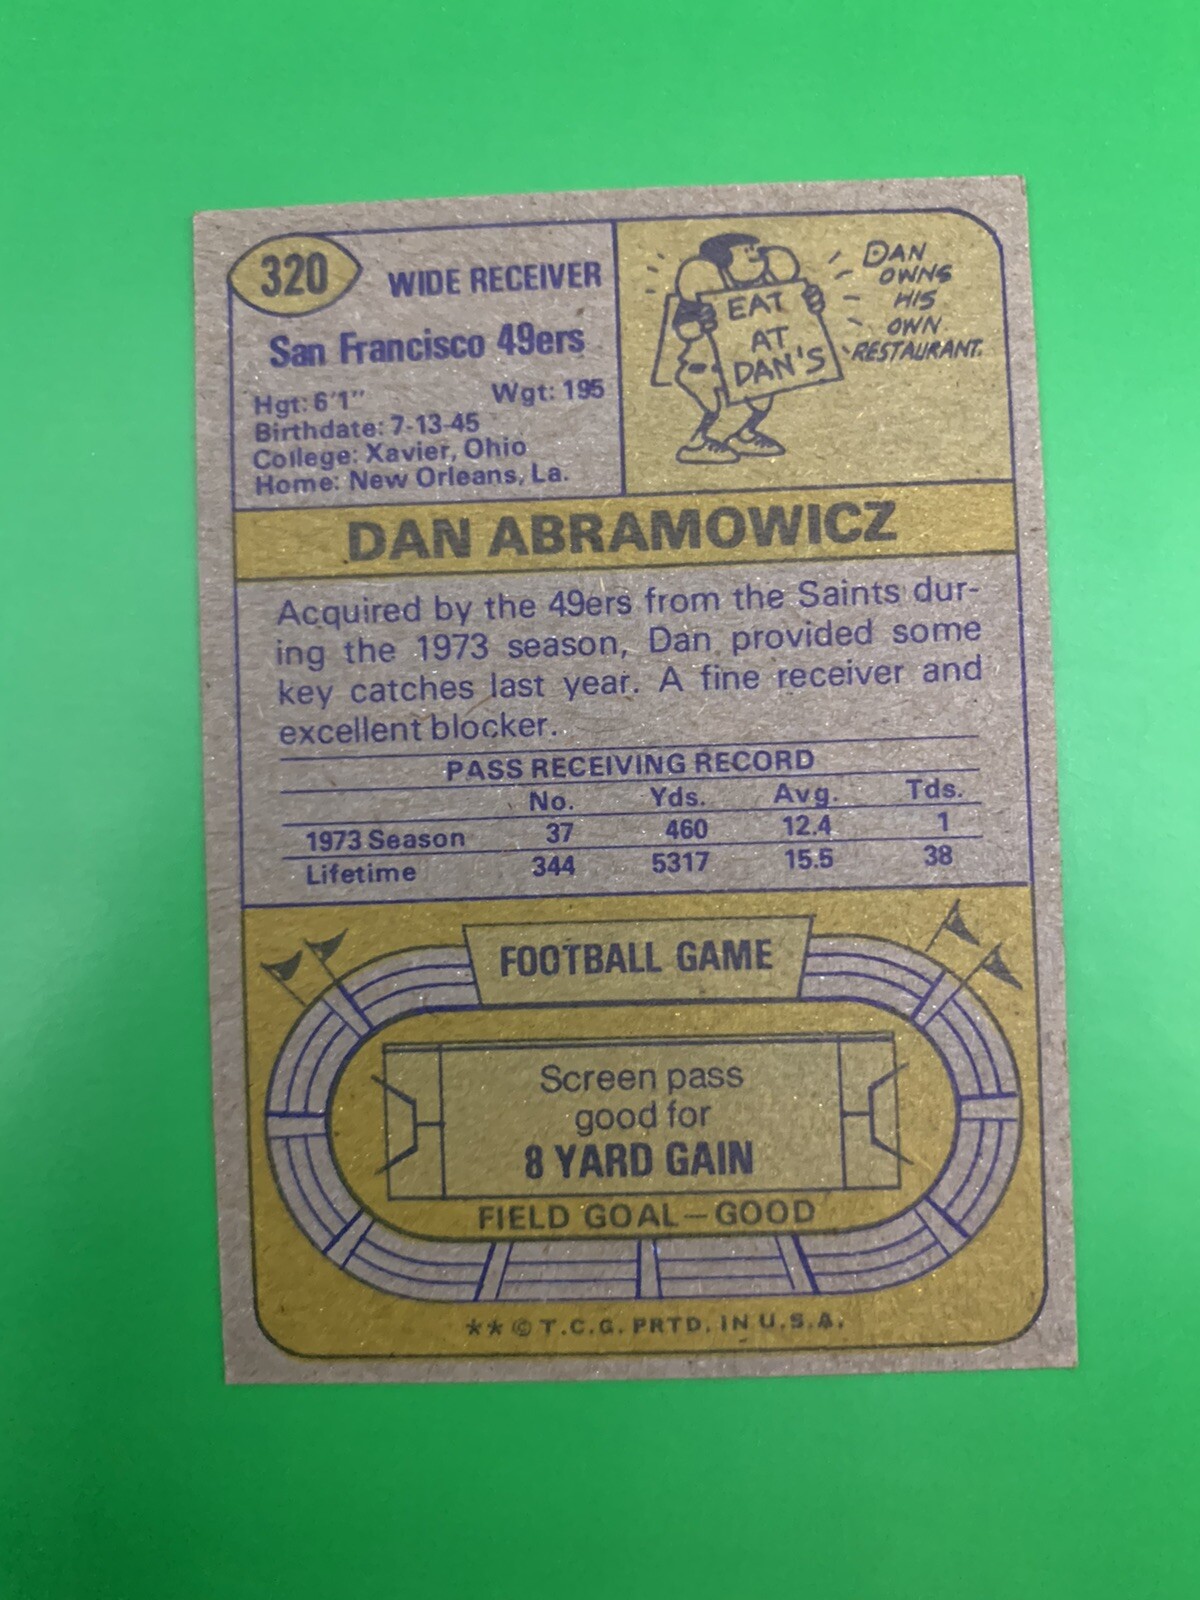 320
WIDE RECEIVER
San Francisco 49ers
Hgt: 6'1" Wgt: 195
Birthdate: 7-13-45
College: Xavier, Ohio
Home: New Orleans, La.
EAT
AT
DAN'S
DAN
OWNS
HIS
OWN
RESTAURANT.
DAN ABRAMOWICZ
Acquired by the 49ers from the Saints dur-
ing the 1973 season, Dan provided some
key catches last year. A fine receiver and
excellent blocker.
PASS RECEIVING RECORD
No. Yds. Avg. Tds.
1973 Season 37 460 12.4 1
Lifetime 344 5317 15.5 38
FOOTBALL GAME
Screen pass
good for
8 YARD GAIN
FIELD GOAL—GOOD
** © T.C.G. PRTD. IN U.S.A.